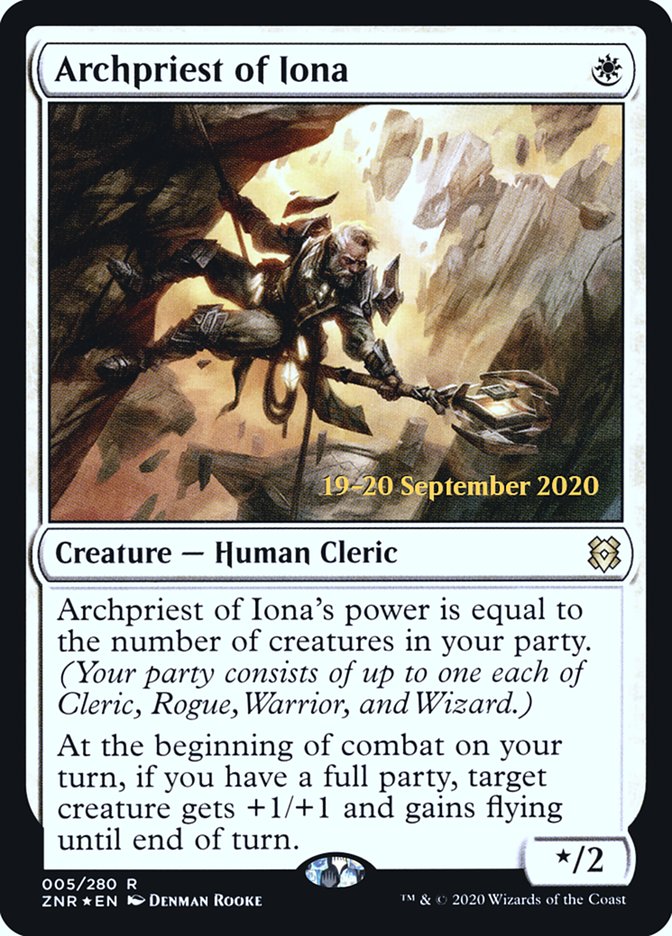 Archpriest of Iona
19–20 September 2020
Creature — Human Cleric
Archpriest of Iona's power is equal to
the number of creatures in your party.
(Your party consists of up to one each of
Cleric, Rogue, Warrior, and Wizard.)
At the beginning of combat on your
turn, if you have a full party, target
creature gets +1/+1 and gains flying
until end of turn.
★/2
005/280 R
ZNR ★ EN Denman Rooke
™ & © 2020 Wizards of the Coast